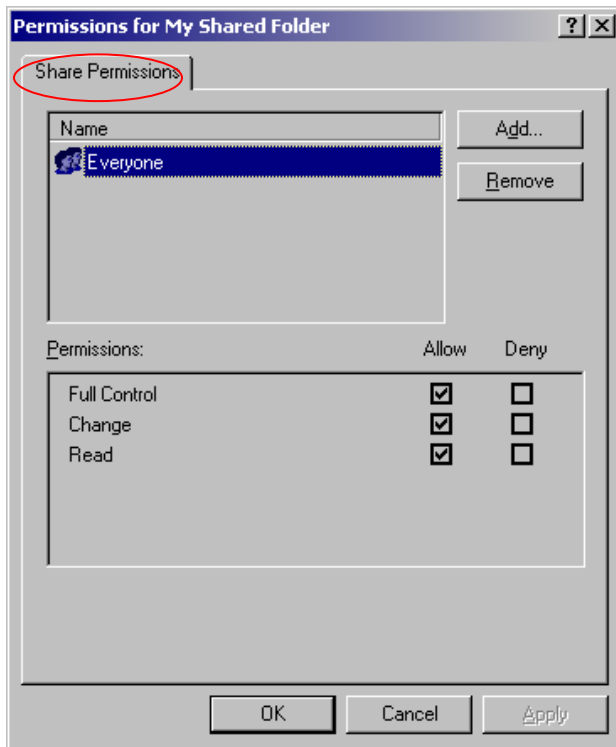 Permissions for My Shared Folder
Share Permissions
Name
Add...
Everyone
Remove
Permissions: Allow Deny
Full Control
Change
Read
OK Cancel Apply